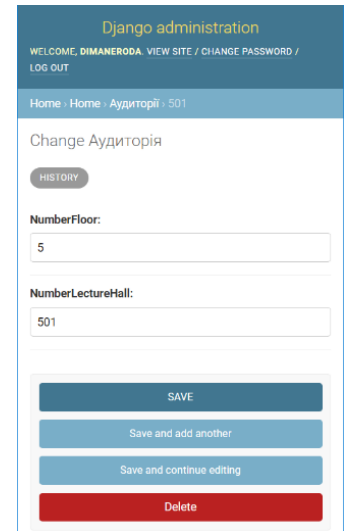 Django administration
WELCOME, DIMANERODA. VIEW SITE / CHANGE PASSWORD /
LOG OUT
Home › Home › Аудиторії › 501
Change Аудиторія
HISTORY
NumberFloor:
5
NumberLectureHall:
501
SAVE
Save and add another
Save and continue editing
Delete